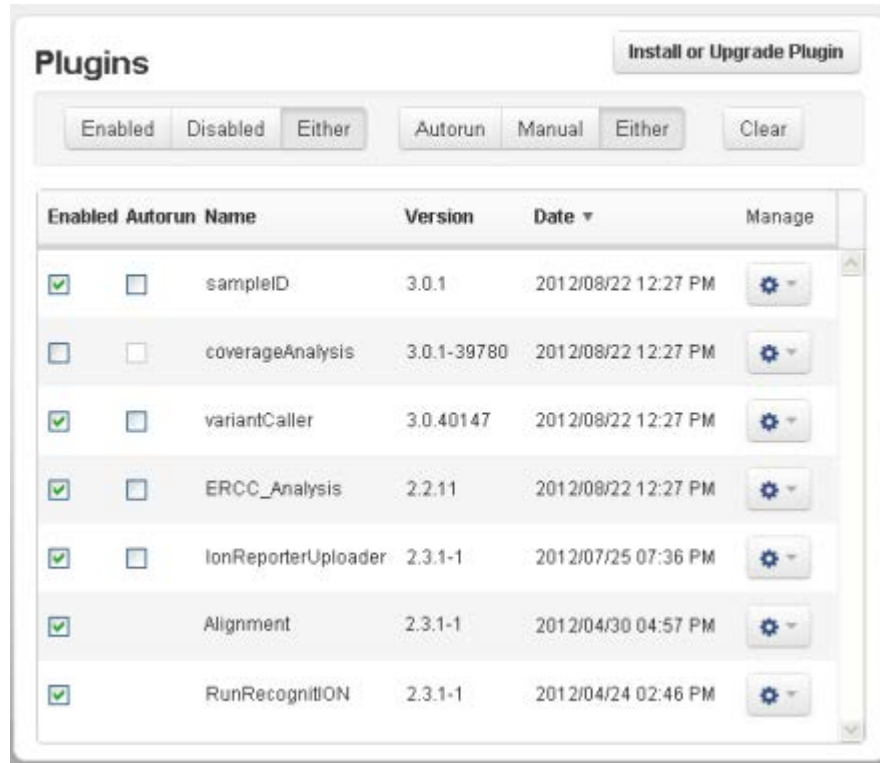 Plugins
Install or Upgrade Plugin
Enabled Disabled Either Autorun Manual Either Clear
Enabled Autorun Name Version Date Manage
sampleID 3.0.1 2012/08/22 12:27 PM
coverageAnalysis 3.0.1-39780 2012/08/22 12:27 PM
variantCaller 3.0.40147 2012/08/22 12:27 PM
ERCC_Analysis 2.2.11 2012/08/22 12:27 PM
IonReporterUploader 2.3.1-1 2012/07/25 07:36 PM
Alignment 2.3.1-1 2012/04/30 04:57 PM
RunRecognitION 2.3.1-1 2012/04/24 02:46 PM